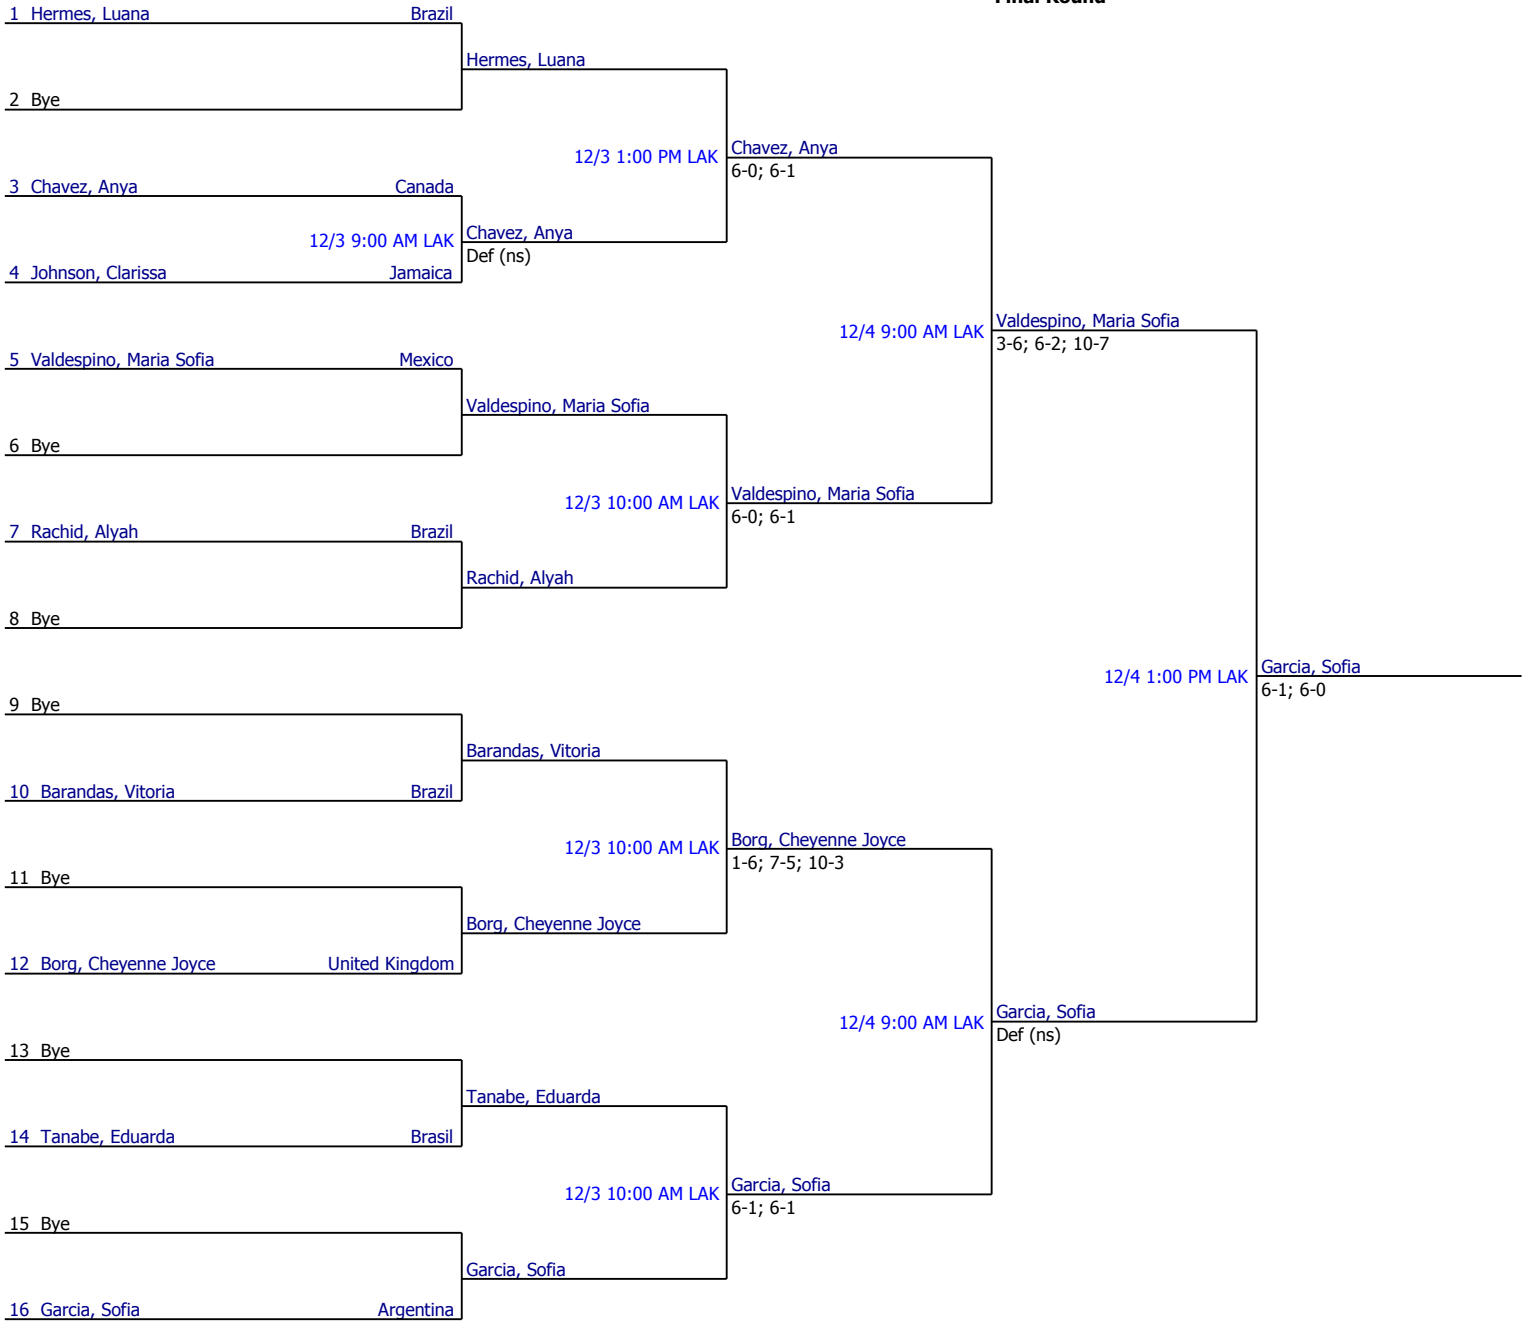 Final Round
1 Hermes, Luana Brazil
Hermes, Luana
2 Bye
12/3 1:00 PM LAK Chavez, Anya
6-0; 6-1
3 Chavez, Anya Canada
12/3 9:00 AM LAK Chavez, Anya
Def (ns)
4 Johnson, Clarissa Jamaica
12/4 9:00 AM LAK Valdespino, Maria Sofia
3-6; 6-2; 10-7
5 Valdespino, Maria Sofia Mexico
Valdespino, Maria Sofia
6 Bye
12/3 10:00 AM LAK Valdespino, Maria Sofia
6-0; 6-1
7 Rachid, Alyah Brazil
Rachid, Alyah
8 Bye
12/4 1:00 PM LAK Garcia, Sofia
6-1; 6-0
9 Bye
Barandas, Vitoria
10 Barandas, Vitoria Brazil
12/3 10:00 AM LAK Borg, Cheyenne Joyce
1-6; 7-5; 10-3
11 Bye
Borg, Cheyenne Joyce
12 Borg, Cheyenne Joyce United Kingdom
12/4 9:00 AM LAK Garcia, Sofia
Def (ns)
13 Bye
Tanabe, Eduarda
14 Tanabe, Eduarda Brasil
12/3 10:00 AM LAK Garcia, Sofia
6-1; 6-1
15 Bye
Garcia, Sofia
16 Garcia, Sofia Argentina